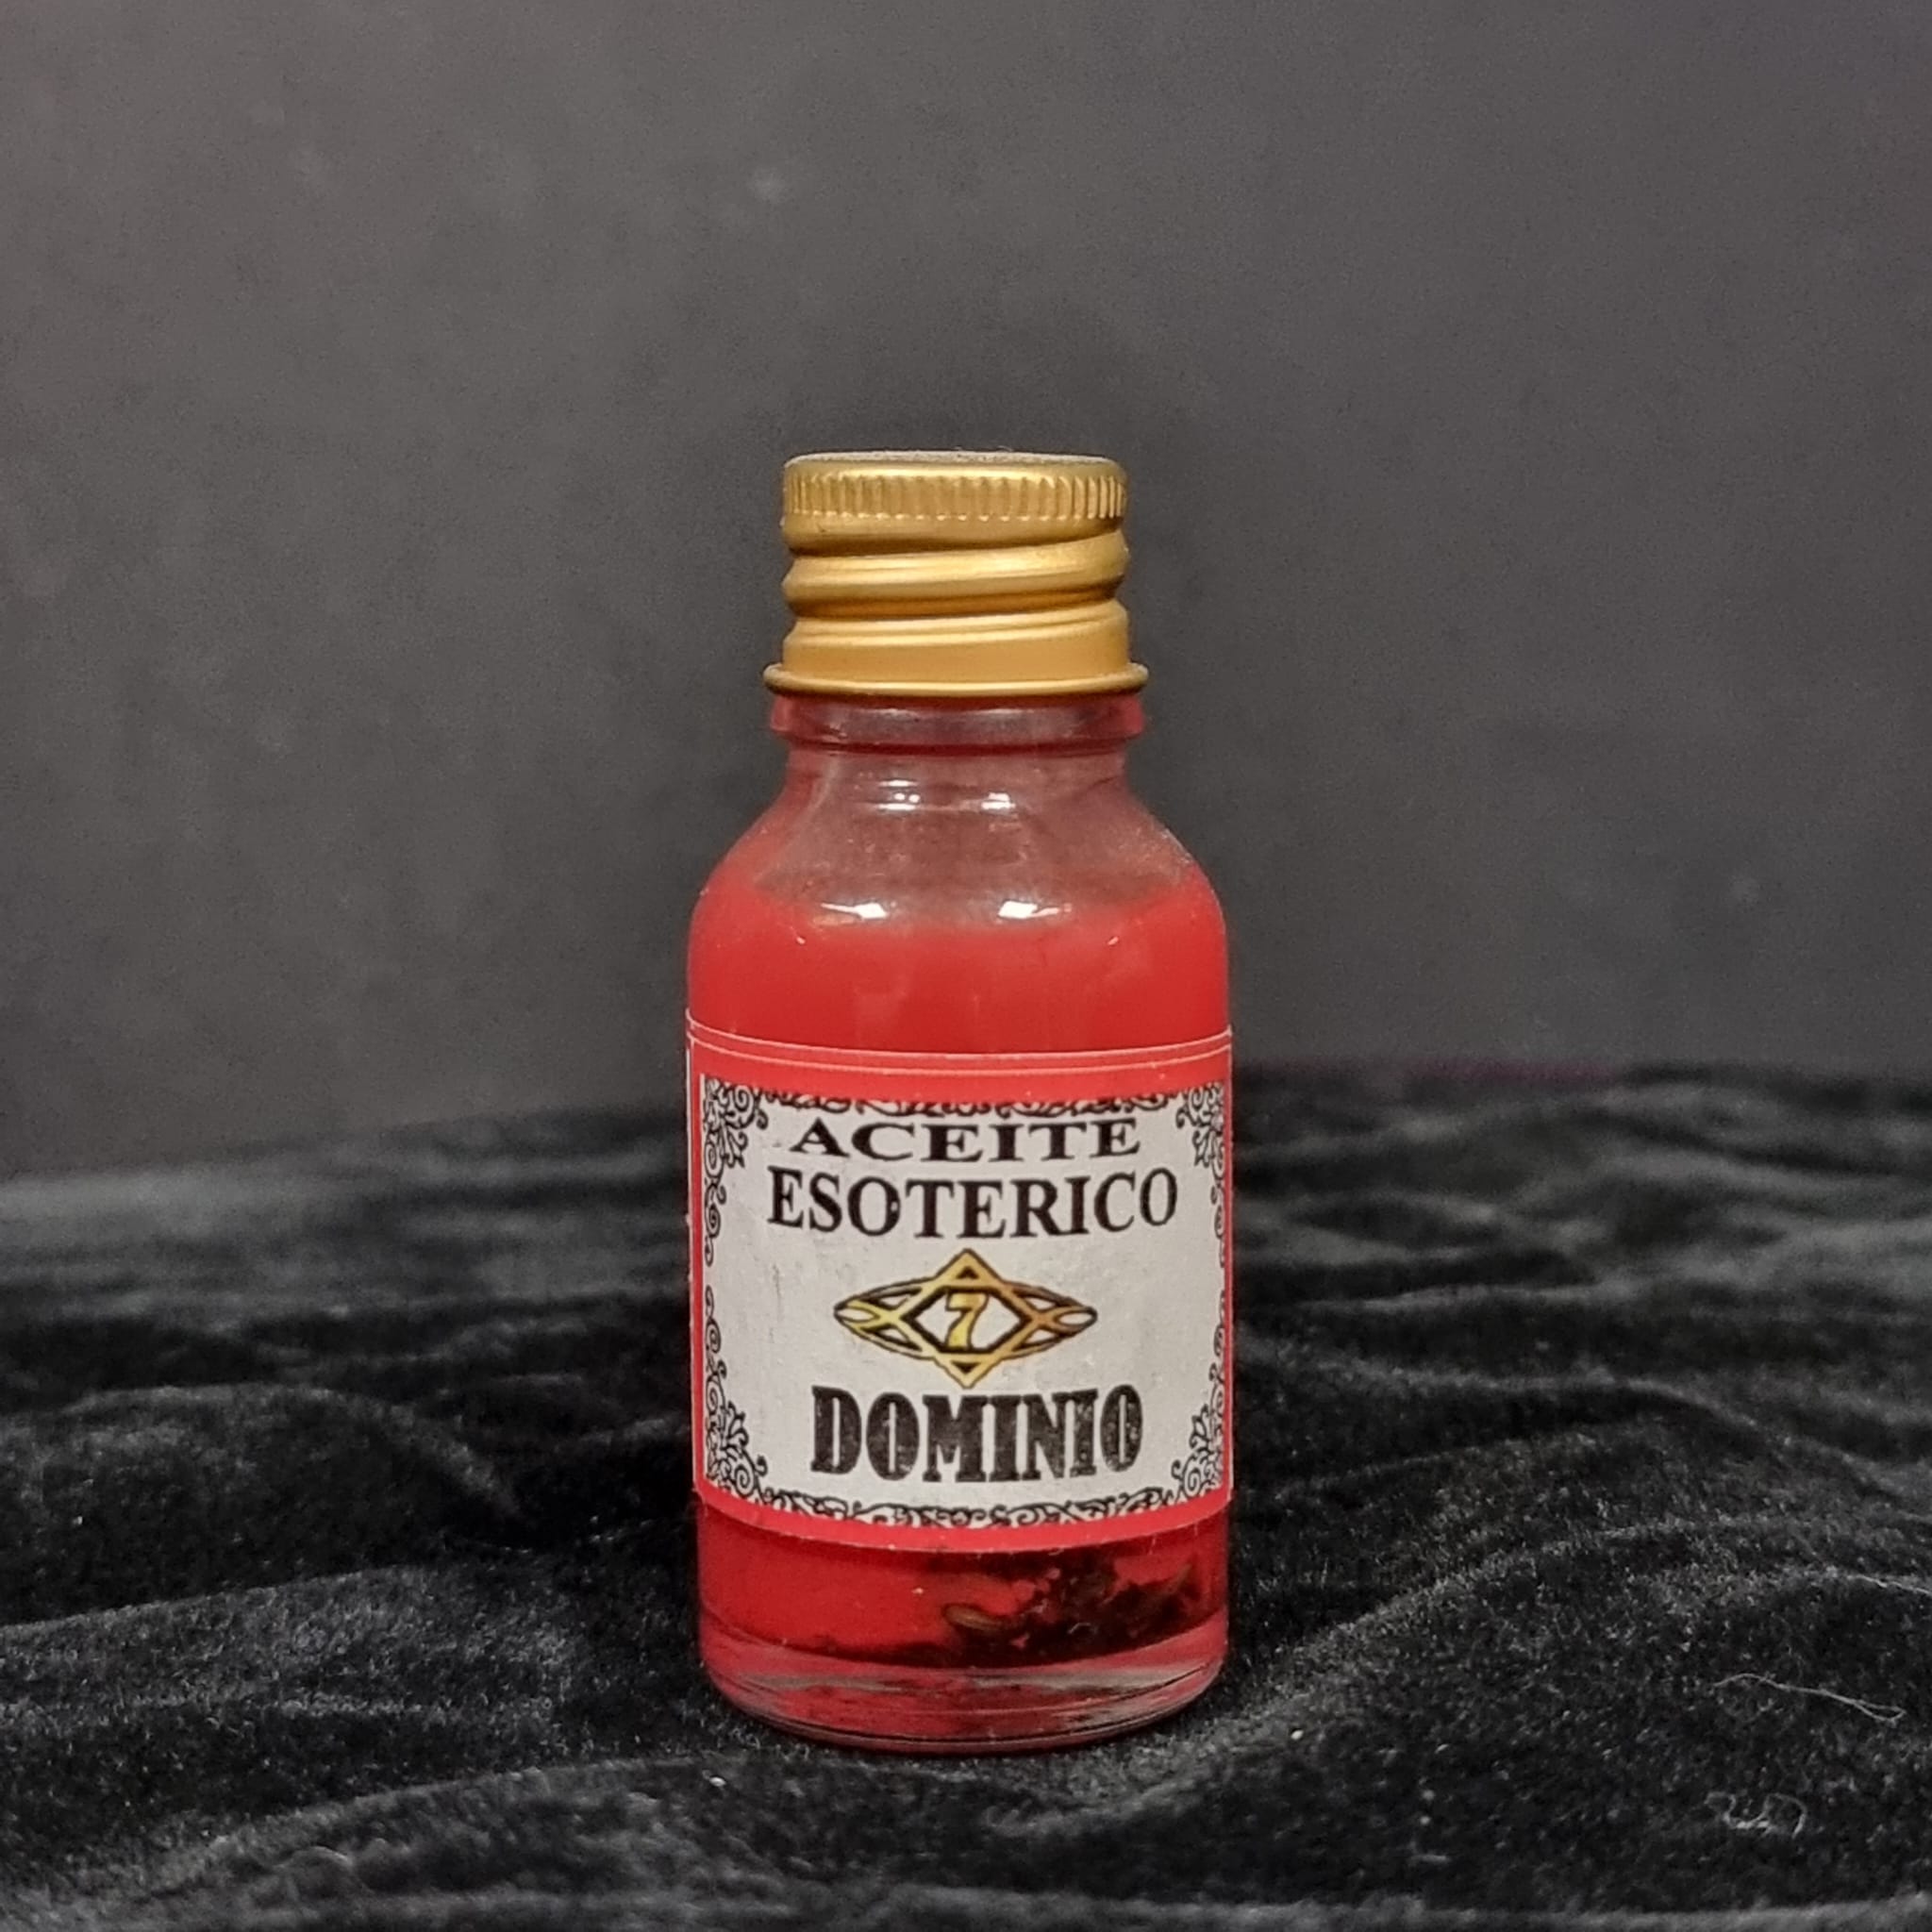 ACEITE
ESOTERICO
7
DOMINIO